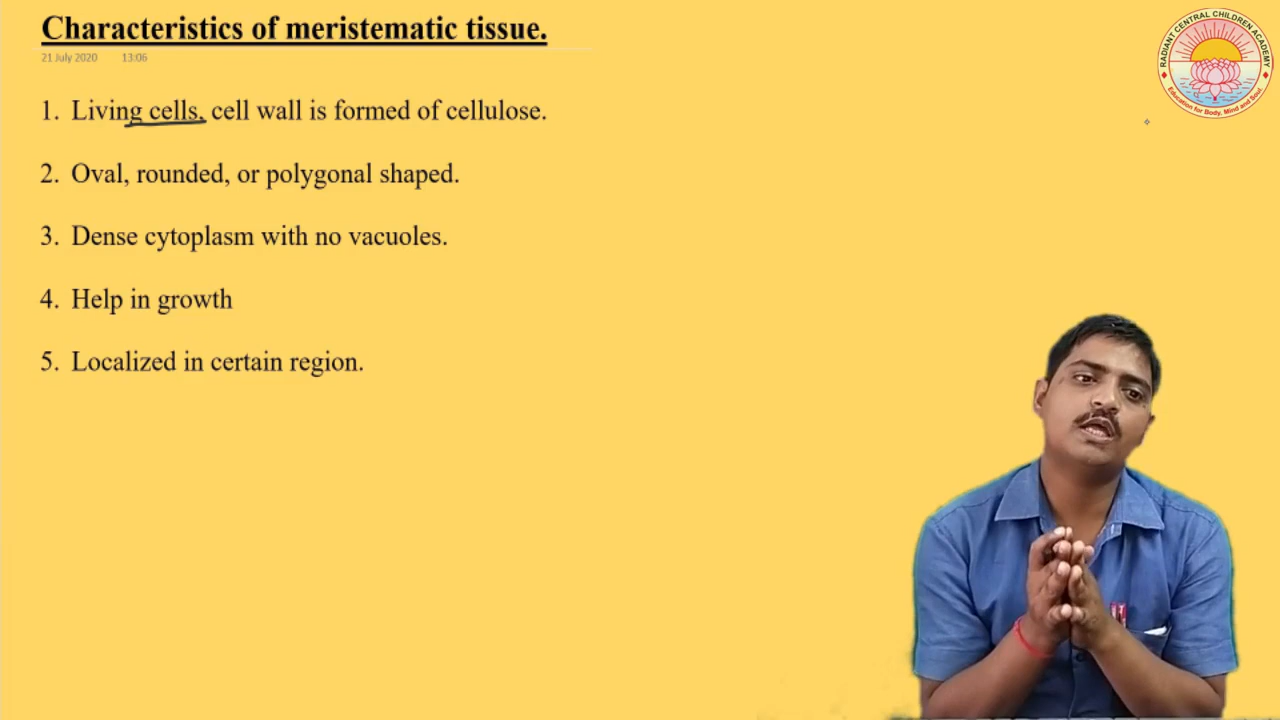 Characteristics of meristematic tissue.
21 July 2020 13:06
1. Living cells, cell wall is formed of cellulose.
2. Oval, rounded, or polygonal shaped.
3. Dense cytoplasm with no vacuoles.
4. Help in growth
5. Localized in certain region.
RADIANT CENTRAL CHILDREN ACADEMY
Education for Body, Mind and Soul